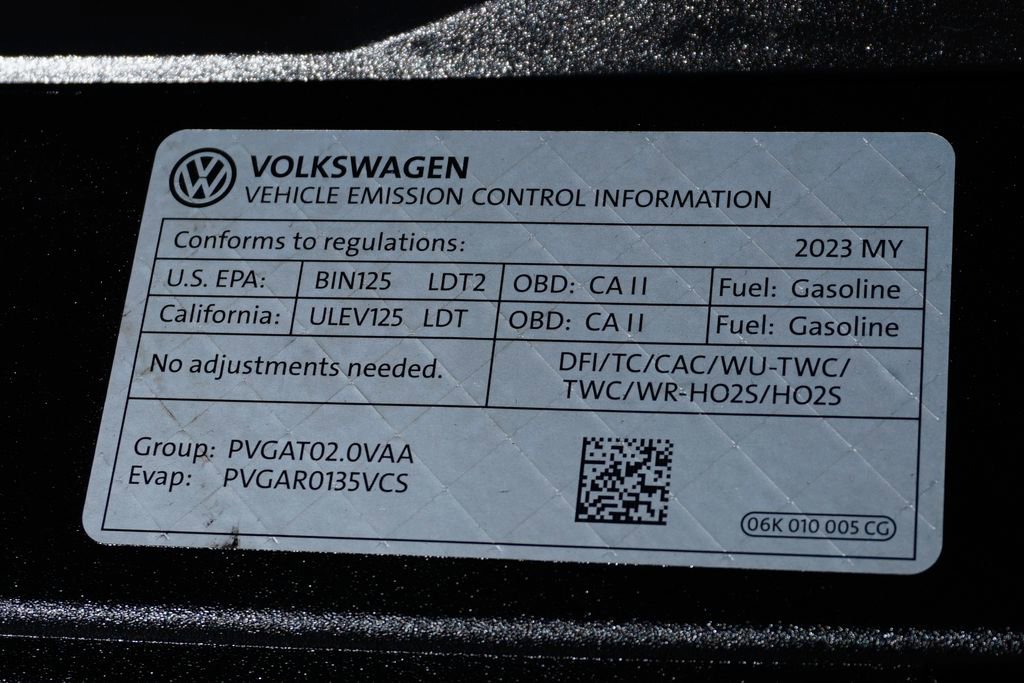 VOLKSWAGEN
VEHICLE EMISSION CONTROL INFORMATION
Conforms to regulations: 2023 MY
U.S. EPA: BIN125 LDT2 OBD: CA II Fuel: Gasoline
California: ULEV125 LDT OBD: CA II Fuel: Gasoline
No adjustments needed. DFI/TC/CAC/WU-TWC/
TWC/WR-HO2S/HO2S
Group: PVGAT02.0VAA
Evap: PVGAR0135VCS
06K 010 005 CG